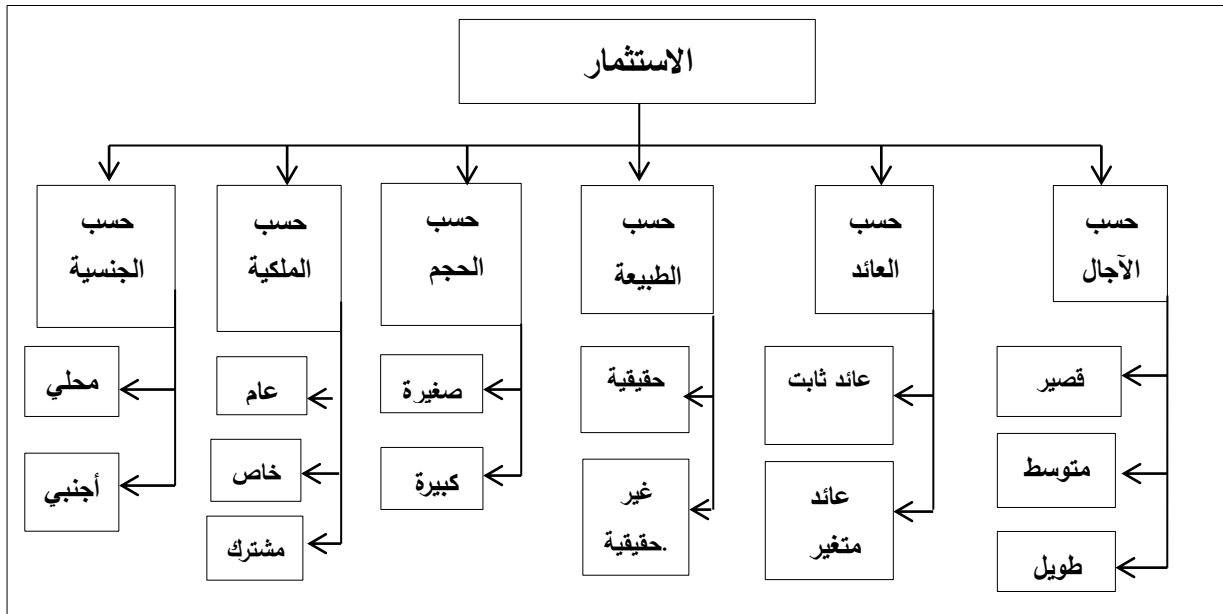 الاستثمار
حسب
الآجال
حسب
العائد
حسب
الطبيعة
حسب
الحجم
حسب
الملكية
حسب
الجنسية
قصير
متوسط
طويل
عائد ثابت
عائد
متغير
حقيقية
غير
حقيقية.
صغيرة
كبيرة
عام
خاص
مشترك
محلي
أجنبي